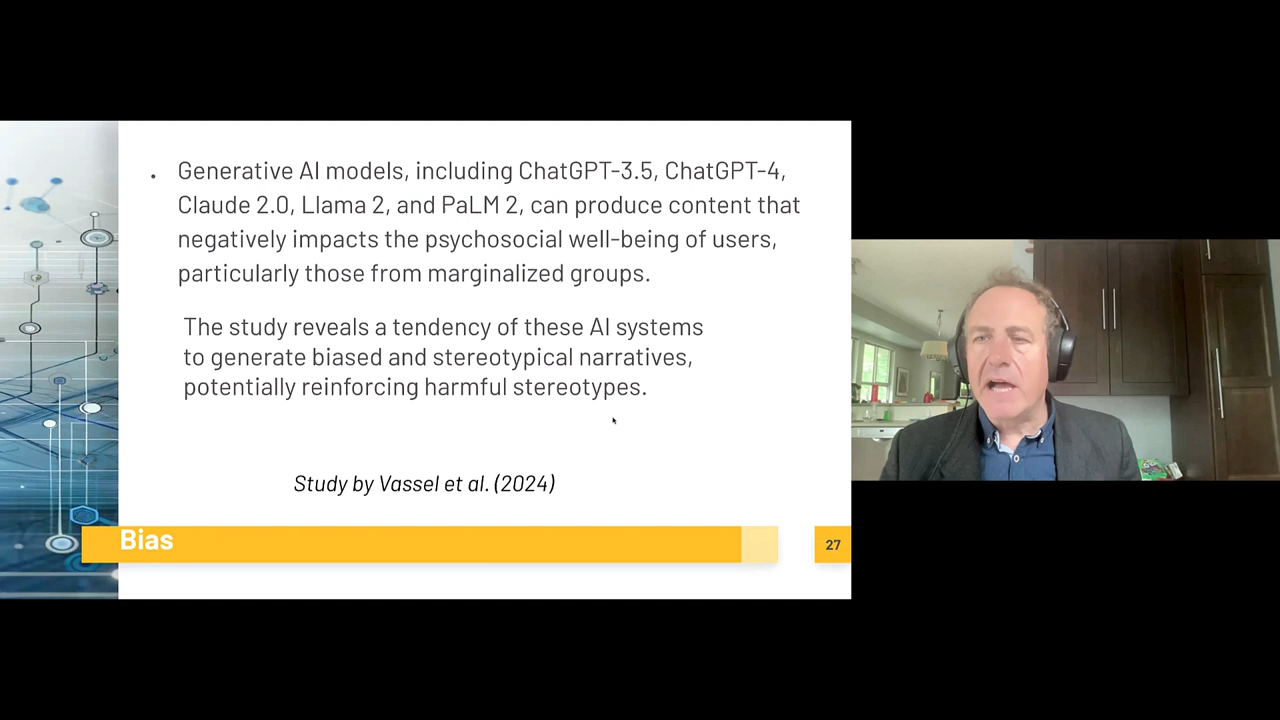 Generative AI models, including ChatGPT-3.5, ChatGPT-4,
Claude 2.0, Llama 2, and PaLM 2, can produce content that
negatively impacts the psychosocial well-being of users,
particularly those from marginalized groups.
The study reveals a tendency of these AI systems
to generate biased and stereotypical narratives,
potentially reinforcing harmful stereotypes.
Study by Vassel et al. (2024)
Bias
27